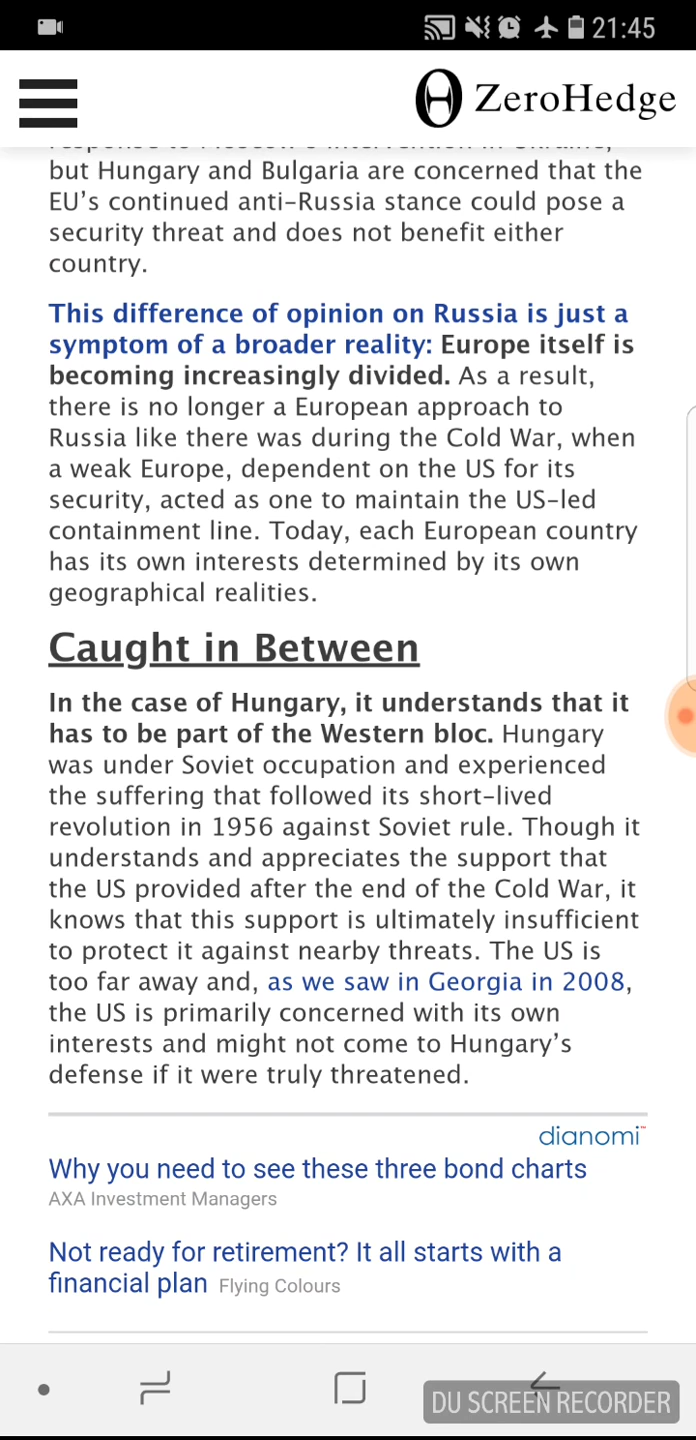 21:45
ZeroHedge
response to Moscow's intervention in Ukraine,
but Hungary and Bulgaria are concerned that the
EU's continued anti-Russia stance could pose a
security threat and does not benefit either
country.
This difference of opinion on Russia is just a
symptom of a broader reality: Europe itself is
becoming increasingly divided. As a result,
there is no longer a European approach to
Russia like there was during the Cold War, when
a weak Europe, dependent on the US for its
security, acted as one to maintain the US-led
containment line. Today, each European country
has its own interests determined by its own
geographical realities.
Caught in Between
In the case of Hungary, it understands that it
has to be part of the Western bloc. Hungary
was under Soviet occupation and experienced
the suffering that followed its short-lived
revolution in 1956 against Soviet rule. Though it
understands and appreciates the support that
the US provided after the end of the Cold War, it
knows that this support is ultimately insufficient
to protect it against nearby threats. The US is
too far away and, as we saw in Georgia in 2008,
the US is primarily concerned with its own
interests and might not come to Hungary's
defense if it were truly threatened.
dianomi™
Why you need to see these three bond charts
AXA Investment Managers
Not ready for retirement? It all starts with a
financial plan Flying Colours
DU SCREEN RECORDER